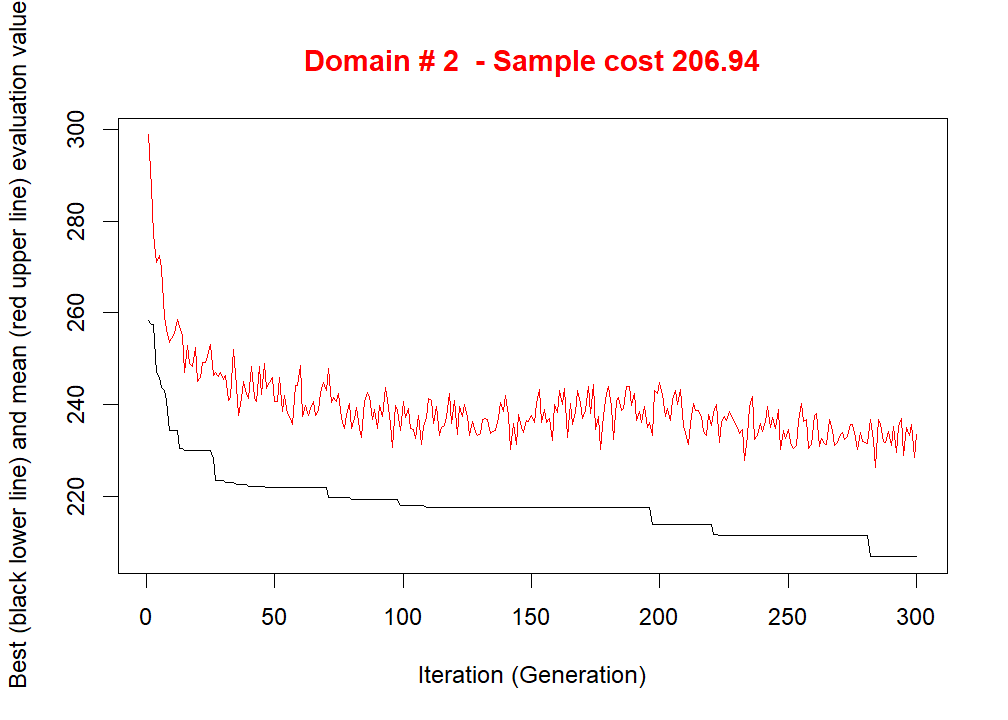 Domain # 2  - Sample cost 206.94
Best (black lower line) and mean (red upper line) evaluation value
300
280
260
240
220
0 50 100 150 200 250 300
Iteration (Generation)